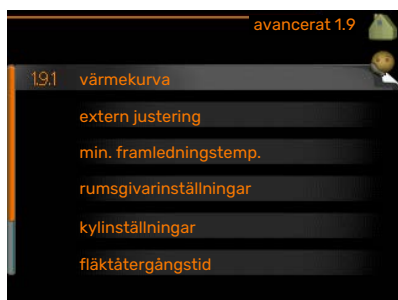 avancerat 1.9
1.9.1 värmekurva
extern justering
min. framledningstemp.
rumsgivarinställningar
kylinställningar
fläktåtergångstid